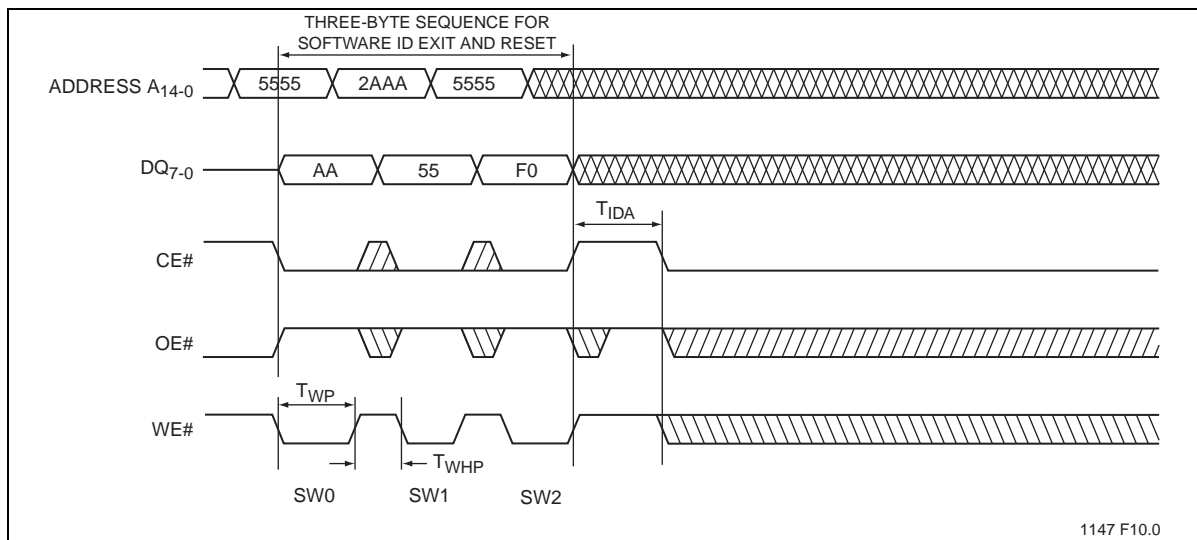 THREE-BYTE SEQUENCE FOR
SOFTWARE ID EXIT AND RESET
ADDRESS A14-0
5555 2AAA 5555
DQ7-0
AA 55 F0
TIDA
CE#
OE#
TWP
WE#
TWHP
SW0 SW1 SW2
1147 F10.0